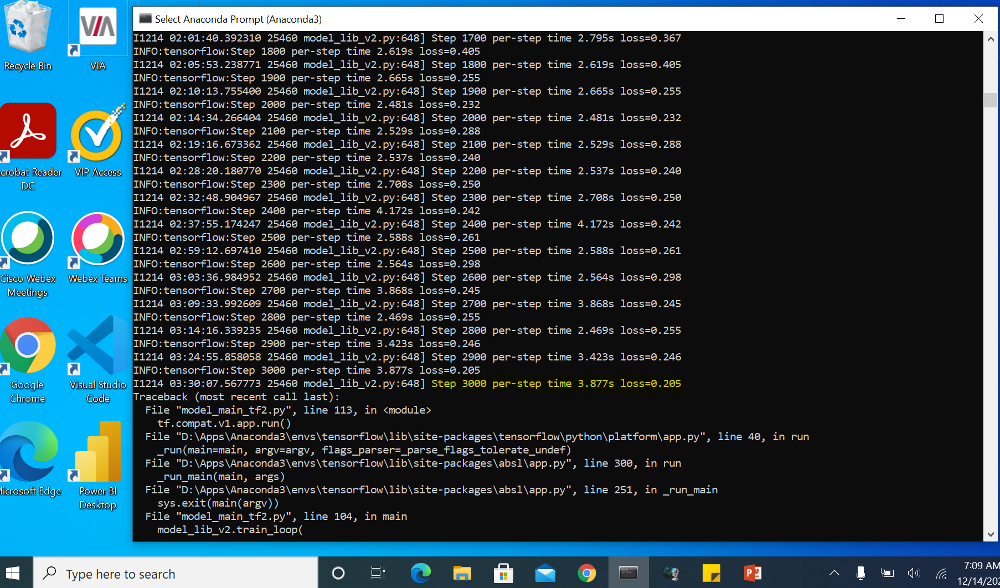 Select Anaconda Prompt (Anaconda3)
I1214 02:01:40.392310 25460 model_lib_v2.py:648] Step 1700 per-step time 2.795s loss=0.367
INFO:tensorflow:Step 1800 per-step time 2.619s loss=0.405
I1214 02:05:53.238771 25460 model_lib_v2.py:648] Step 1800 per-step time 2.619s loss=0.405
INFO:tensorflow:Step 1900 per-step time 2.665s loss=0.255
I1214 02:10:13.755400 25460 model_lib_v2.py:648] Step 1900 per-step time 2.665s loss=0.255
INFO:tensorflow:Step 2000 per-step time 2.481s loss=0.232
I1214 02:14:34.266404 25460 model_lib_v2.py:648] Step 2000 per-step time 2.481s loss=0.232
INFO:tensorflow:Step 2100 per-step time 2.529s loss=0.288
I1214 02:19:16.673362 25460 model_lib_v2.py:648] Step 2100 per-step time 2.529s loss=0.288
INFO:tensorflow:Step 2200 per-step time 2.537s loss=0.240
I1214 02:28:20.180770 25460 model_lib_v2.py:648] Step 2200 per-step time 2.537s loss=0.240
INFO:tensorflow:Step 2300 per-step time 2.708s loss=0.250
I1214 02:32:48.904967 25460 model_lib_v2.py:648] Step 2300 per-step time 2.708s loss=0.250
INFO:tensorflow:Step 2400 per-step time 4.172s loss=0.242
I1214 02:37:55.174247 25460 model_lib_v2.py:648] Step 2400 per-step time 4.172s loss=0.242
INFO:tensorflow:Step 2500 per-step time 2.588s loss=0.261
I1214 02:59:12.697410 25460 model_lib_v2.py:648] Step 2500 per-step time 2.588s loss=0.261
INFO:tensorflow:Step 2600 per-step time 2.564s loss=0.298
I1214 03:03:36.984952 25460 model_lib_v2.py:648] Step 2600 per-step time 2.564s loss=0.298
INFO:tensorflow:Step 2700 per-step time 3.868s loss=0.245
I1214 03:09:33.992609 25460 model_lib_v2.py:648] Step 2700 per-step time 3.868s loss=0.245
INFO:tensorflow:Step 2800 per-step time 2.469s loss=0.255
I1214 03:14:16.339235 25460 model_lib_v2.py:648] Step 2800 per-step time 2.469s loss=0.255
INFO:tensorflow:Step 2900 per-step time 3.423s loss=0.246
I1214 03:24:55.858058 25460 model_lib_v2.py:648] Step 2900 per-step time 3.423s loss=0.246
INFO:tensorflow:Step 3000 per-step time 3.877s loss=0.205
I1214 03:30:07.567773 25460 model_lib_v2.py:648] Step 3000 per-step time 3.877s loss=0.205
Traceback (most recent call last):
  File "model_main_tf2.py", line 113, in <module>
    tf.compat.v1.app.run()
  File "D:\Apps\Anaconda3\envs\tensorflow\lib\site-packages\tensorflow\python\platform\app.py", line 40, in run
    _run(main=main, argv=argv, flags_parser=_parse_flags_tolerate_undef)
  File "D:\Apps\Anaconda3\envs\tensorflow\lib\site-packages\absl\app.py", line 300, in run
    _run_main(main, args)
  File "D:\Apps\Anaconda3\envs\tensorflow\lib\site-packages\absl\app.py", line 251, in _run_main
    sys.exit(main(argv))
  File "model_main_tf2.py", line 104, in main
    model_lib_v2.train_loop(
VIA
Recycle Bin
VIA
crobat Reader
DC
VIP Access
Cisco Webex
Meetings
Webex Teams
Google
Chrome
Visual Studio
Code
Microsoft Edge
Power BI
Desktop
Type here to search
7:09 AM
12/14/202